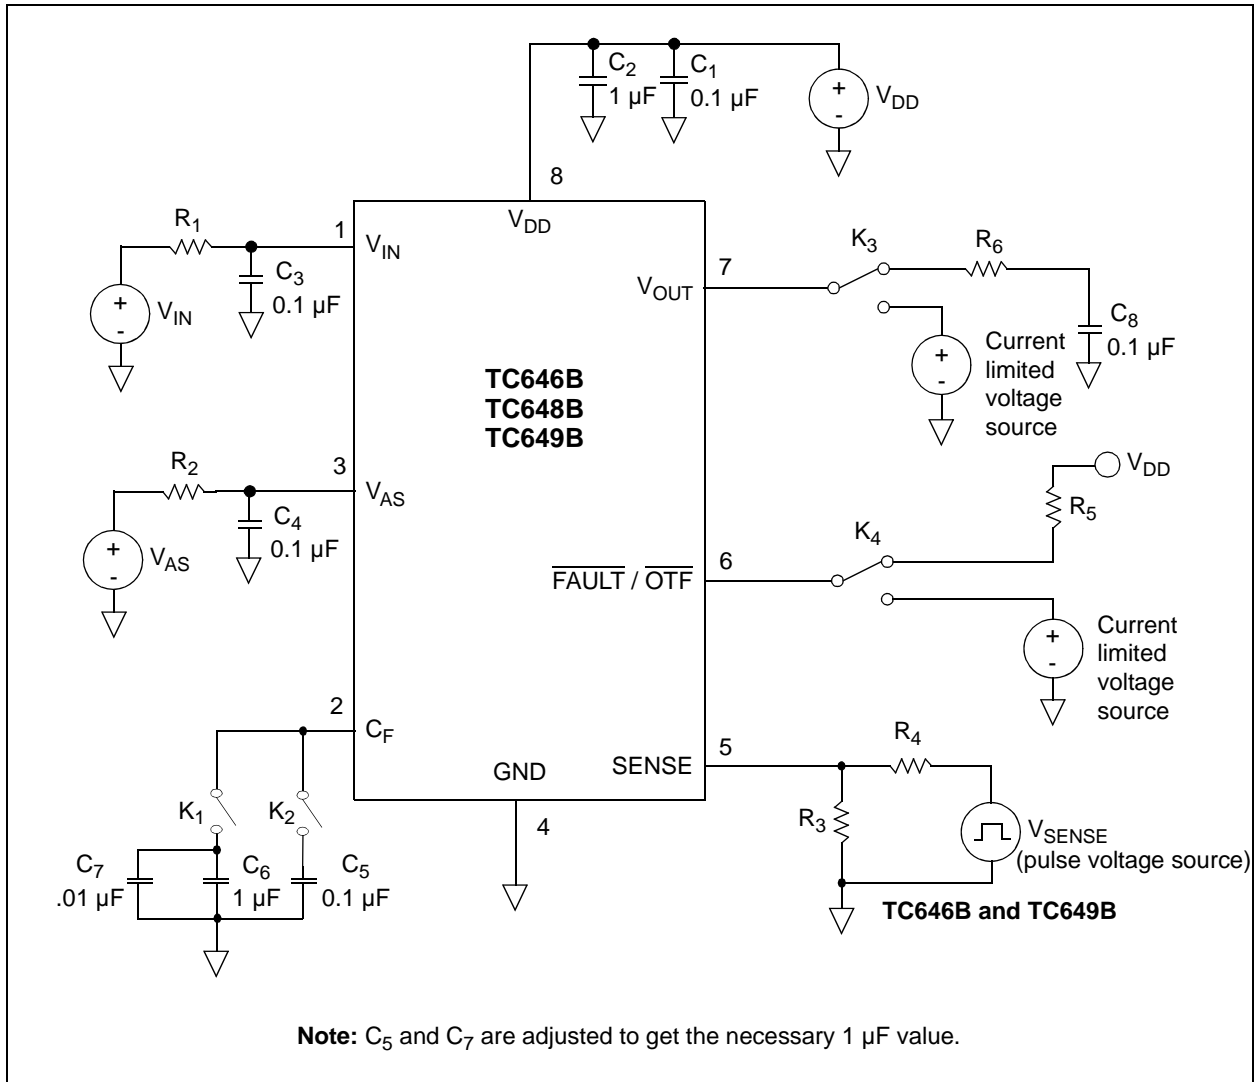 C2
1 µF
C1
0.1 µF
+
-
VDD
8
VDD
R1
1
VIN
C3
0.1 µF
+
-
VIN
7
VOUT
K3
R6
C8
0.1 µF
+
-
Current
limited
voltage
source
TC646B
TC648B
TC649B
R2
3
VAS
C4
0.1 µF
+
-
VAS
VDD
R5
K4
6
FAULT / OTF
+
-
Current
limited
voltage
source
2
CF
K1
K2
C7
.01 µF
C6
1 µF
C5
0.1 µF
GND
4
SENSE
5
R4
R3
VSENSE
(pulse voltage source)
TC646B and TC649B
Note: C5 and C7 are adjusted to get the necessary 1 µF value.